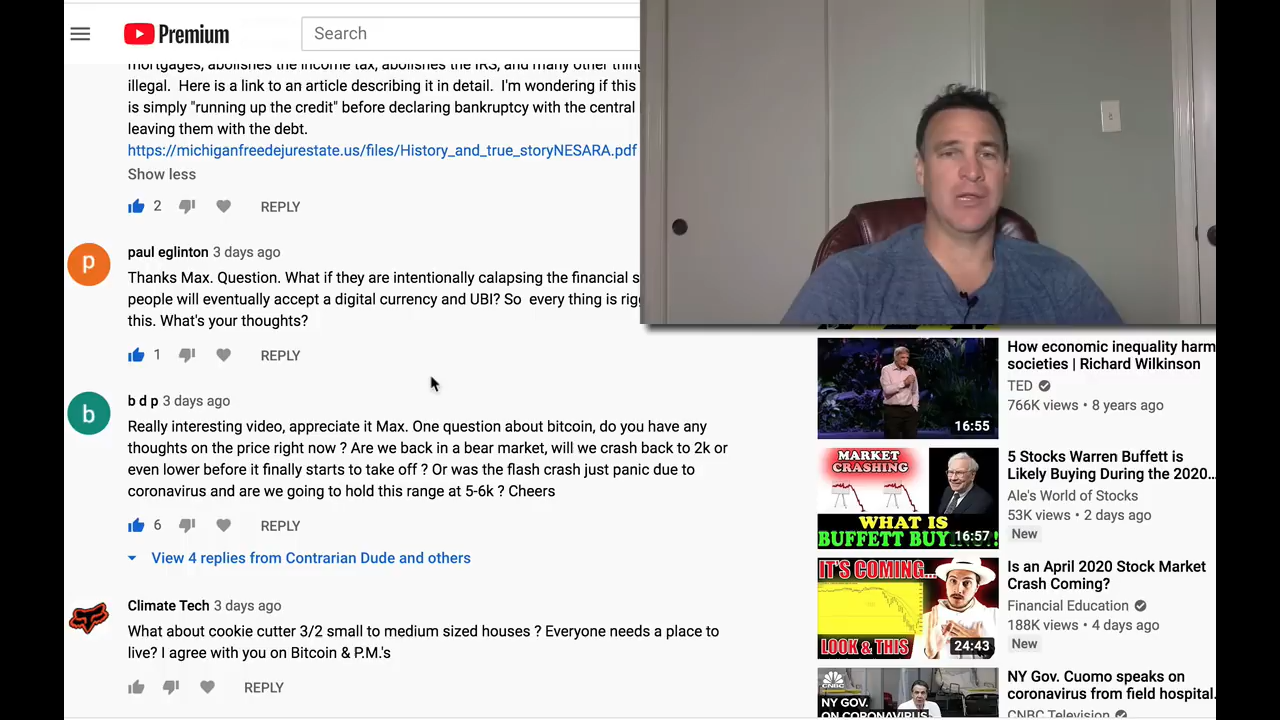 Premium
Search
mortgages, abolishes the income tax, abolishes the IRS, and many other thing
illegal. Here is a link to an article describing it in detail. I'm wondering if this
is simply "running up the credit" before declaring bankruptcy with the central
leaving them with the debt.
https://michiganfreedejurestate.us/files/History_and_true_storyNESARA.pdf
Show less
2
REPLY
p
paul eglinton 3 days ago
Thanks Max. Question. What if they are intentionally calapsing the financial s
people will eventually accept a digital currency and UBI? So every thing is rig
this. What's your thoughts?
1
REPLY
b
b d p 3 days ago
Really interesting video, appreciate it Max. One question about bitcoin, do you have any
thoughts on the price right now ? Are we back in a bear market, will we crash back to 2k or
even lower before it finally starts to take off ? Or was the flash crash just panic due to
coronavirus and are we going to hold this range at 5-6k ? Cheers
6
REPLY
View 4 replies from Contrarian Dude and others
Climate Tech 3 days ago
What about cookie cutter 3/2 small to medium sized houses ? Everyone needs a place to
live? I agree with you on Bitcoin & P.M.'s
REPLY
How economic inequality harm
societies | Richard Wilkinson
TED
766K views • 8 years ago
16:55
5 Stocks Warren Buffett is
Likely Buying During the 2020...
Ale's World of Stocks
53K views • 2 days ago
New
MARKET
CRASHING
WHAT IS
BUFFETT BUY
16:57
Is an April 2020 Stock Market
Crash Coming?
Financial Education
188K views • 4 days ago
New
IT'S COMING...
LOOK & THIS
24:43
NY Gov. Cuomo speaks on
coronavirus from field hospital
CNBC Television
CNBC
NY GOV.
ON CORONAVIRUS